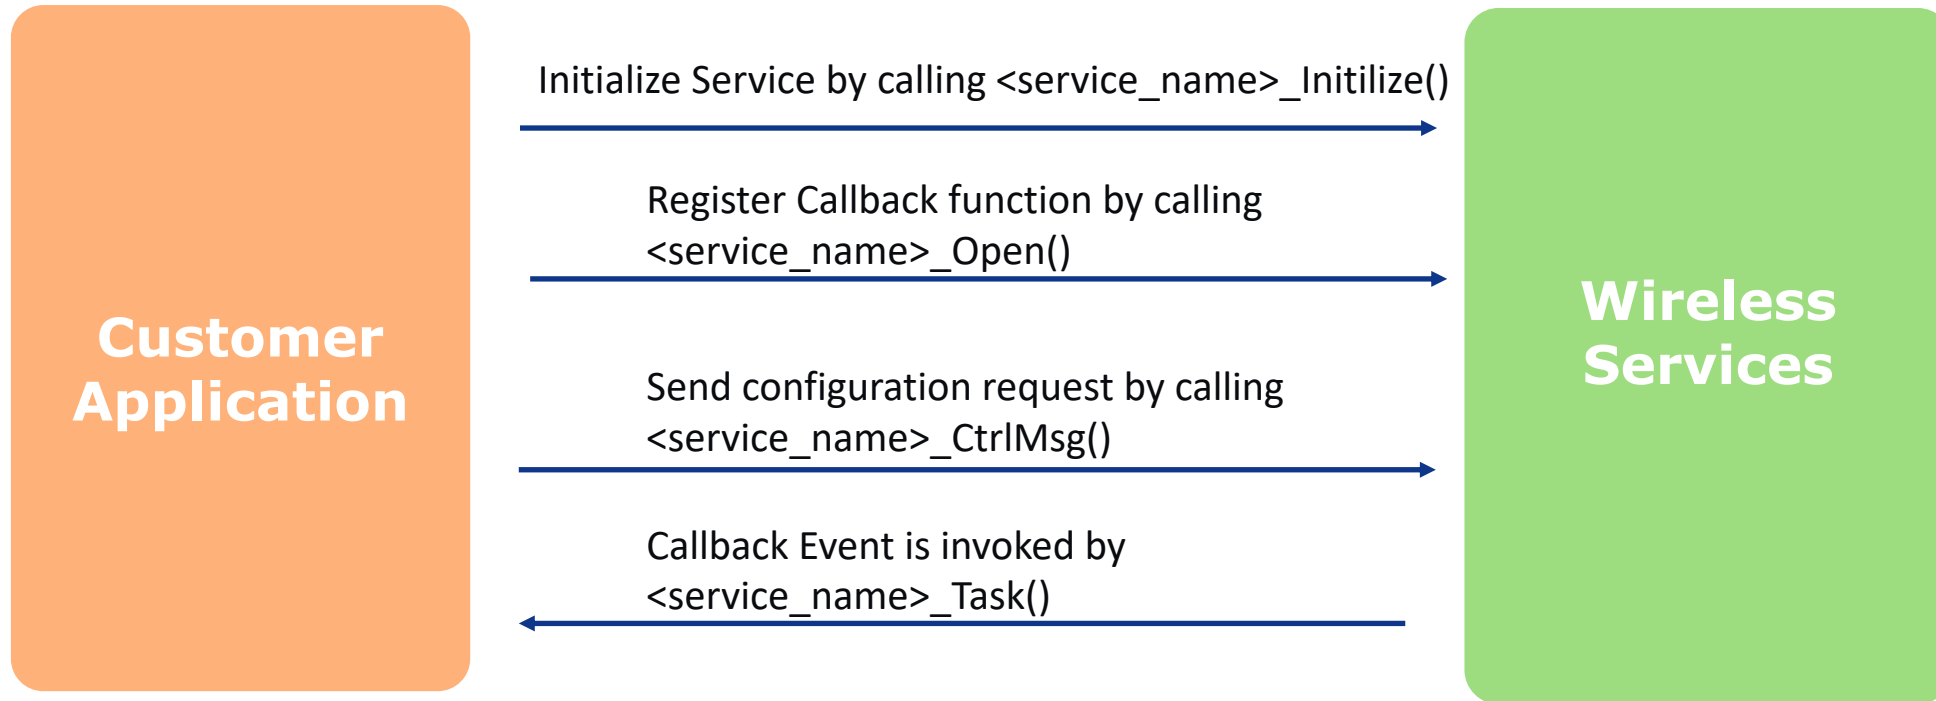 Initialize Service by calling <service_name>_Initilize()
Register Callback function by calling
<service_name>_Open()
Customer
Application
Wireless
Services
Send configuration request by calling
<service_name>_CtrlMsg()
Callback Event is invoked by
<service_name>_Task()